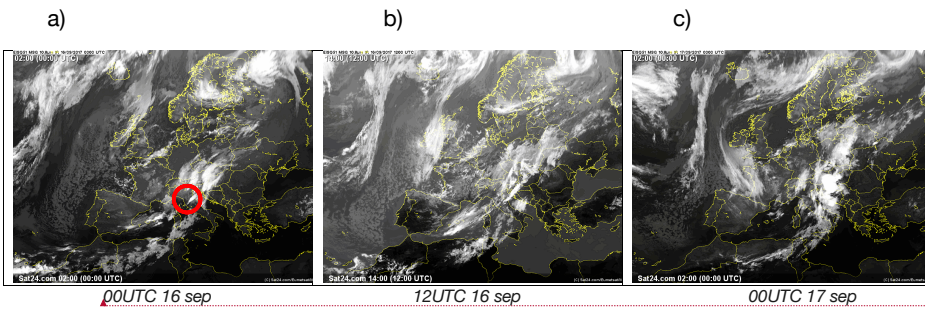 a)
b)
c)
02:00 (00:00 UTC)
14:00 (12:00 UTC)
02:00 (00:00 UTC)
Sat24.com 02:00 (00:00 UTC)
Sat24.com 14:00 (12:00 UTC)
Sat24.com 02:00 (00:00 UTC)
00UTC 16 sep
12UTC 16 sep
00UTC 17 sep